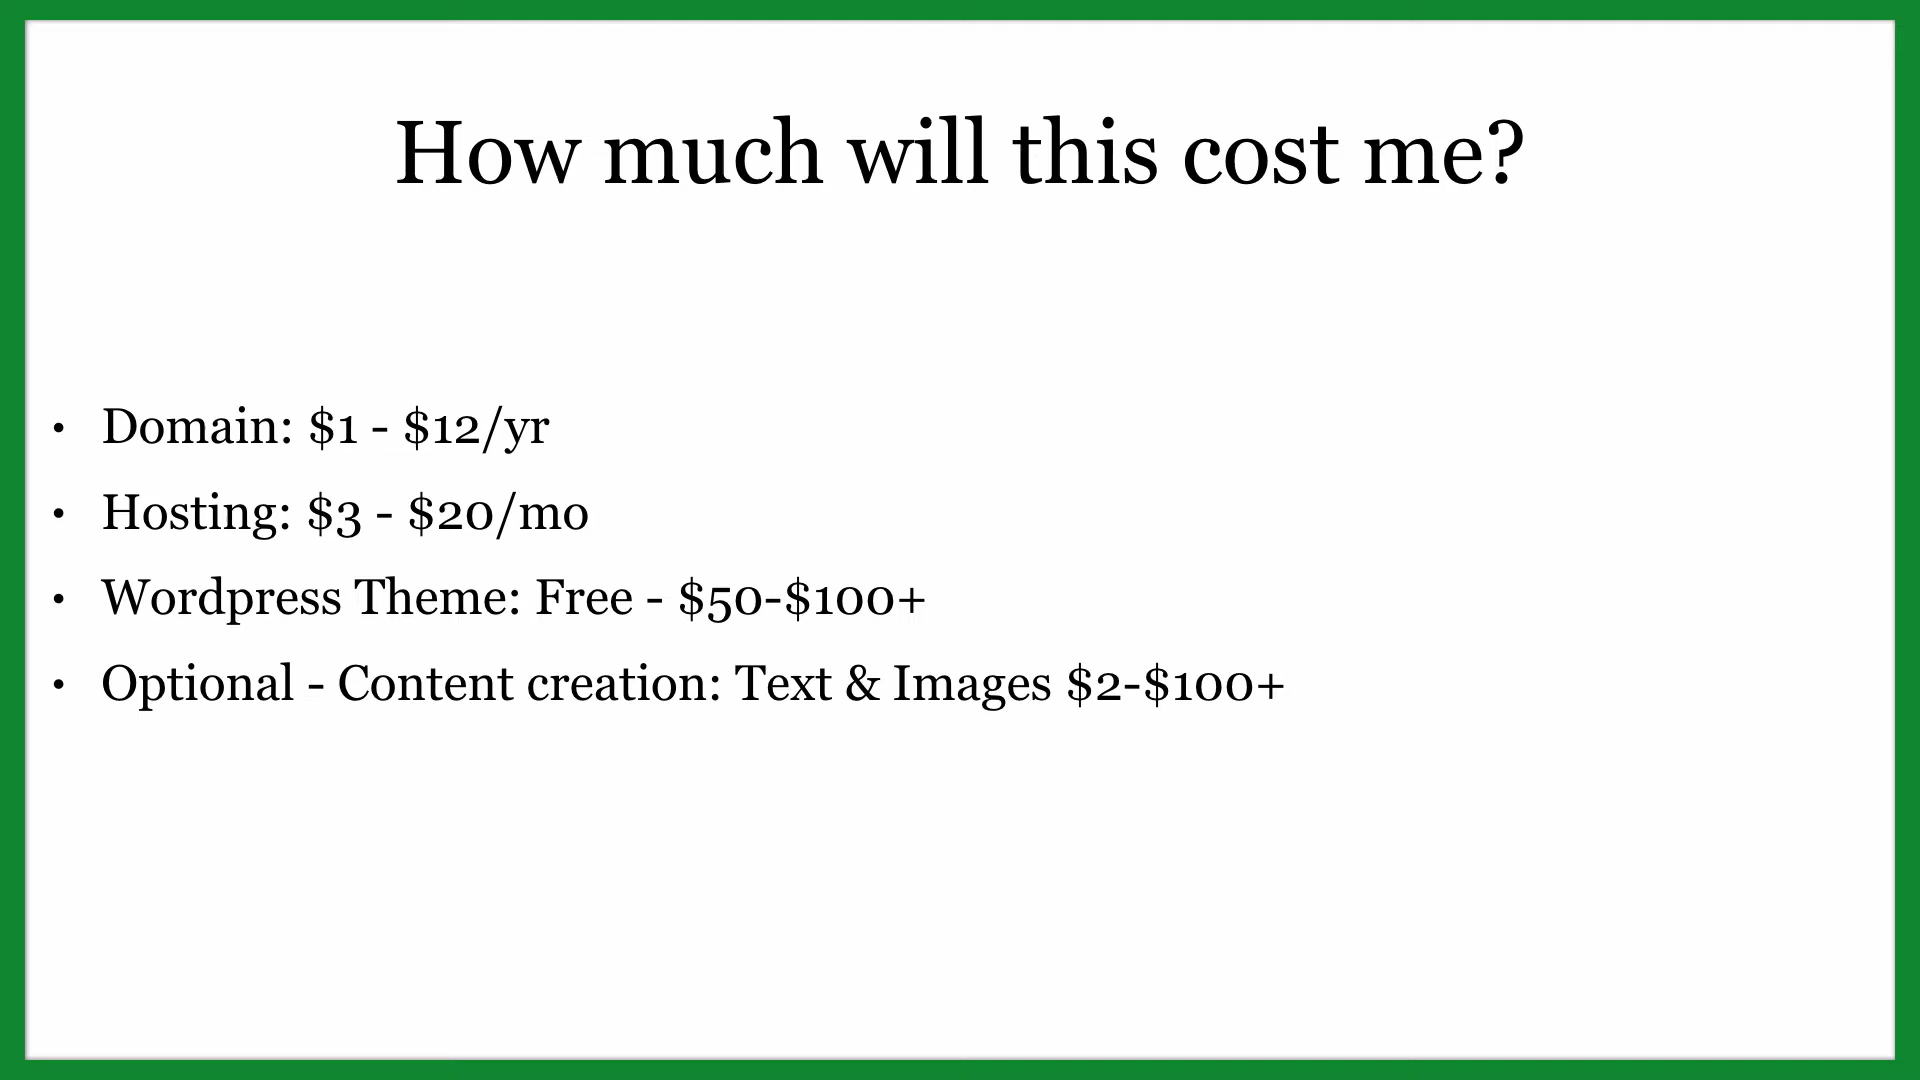 How much will this cost me?
• Domain: $1 - $12/yr
• Hosting: $3 - $20/mo
• Wordpress Theme: Free - $50-$100+
• Optional - Content creation: Text & Images $2-$100+